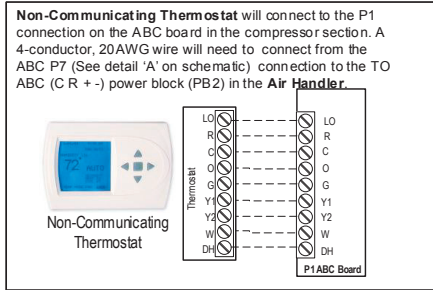 Non-Communicating Thermostat will connect to the P1
connection on the ABC board in the compressor section. A
4-conductor, 20AWG wire will need to connect from the
ABC P7 (See detail 'A' on schematic) connection to the TO
ABC (C R + -) power block (PB2) in the Air Handler.
72°
Non-Communicating
Thermostat
Thermostat
LO
R
C
O
G
Y1
Y2
W
DH
LO
R
C
O
G
Y1
Y2
W
DH
P1 ABC Board